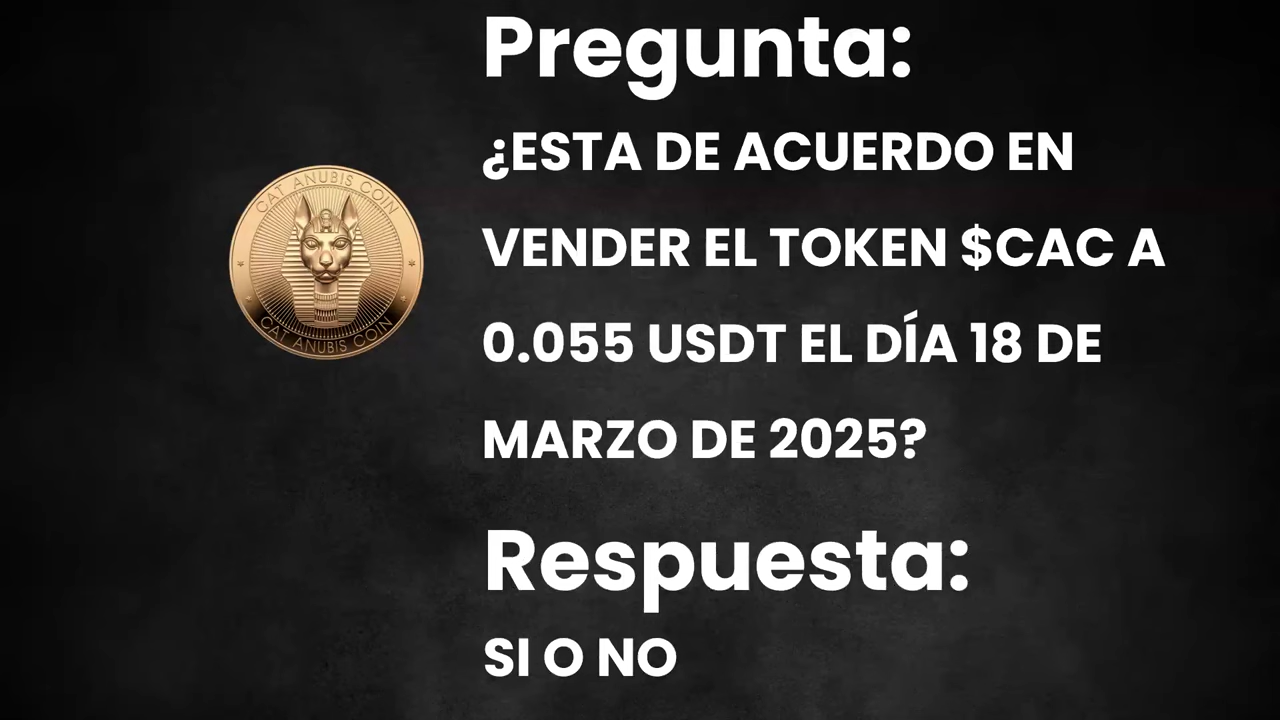 Pregunta:
¿ESTA DE ACUERDO EN
VENDER EL TOKEN $CAC A
0.055 USDT EL DÍA 18 DE
MARZO DE 2025?
CAT ANUBIS COIN
CAT ANUBIS COIN
Respuesta:
SI O NO